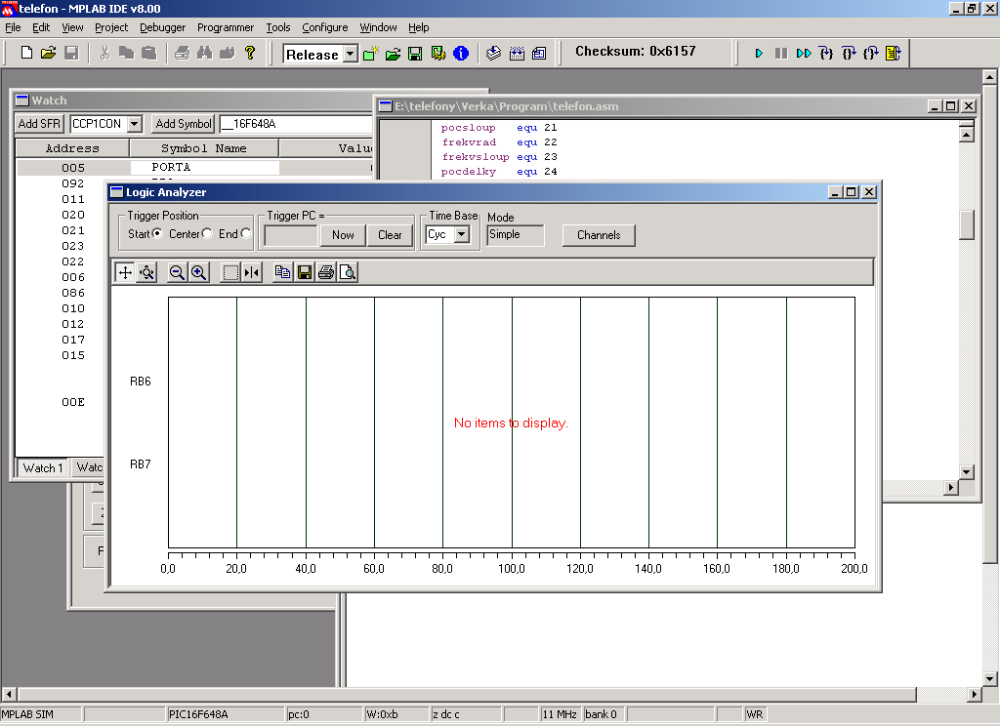 telefon - MPLAB IDE v8.00
File Edit View Project Debugger Programmer Tools Configure Window Help
Release Checksum: 0x6157
Watch
Add SFR CCP1CON Add Symbol __16F648A
Address Symbol Name
005 PORTA
092
011
020
021
023
022
006
086
010
012
017
015
00E
Watch 1
E:\telefony\Verka\Program\telefon.asm
pocsloup equ 21
frekvrad equ 22
frekvsloup equ 23
pocdelky equ 24
Logic Analyzer
Trigger Position Trigger PC = Time Base Mode
Start Center End Now Clear Cyc Simple Channels
RB6
No items to display.
RB7
0,0 20,0 40,0 60,0 80,0 100,0 120,0 140,0 160,0 180,0 200,0
MPLAB SIM PIC16F648A pc:0 W:0xb z dc c 11 MHz bank 0 WR